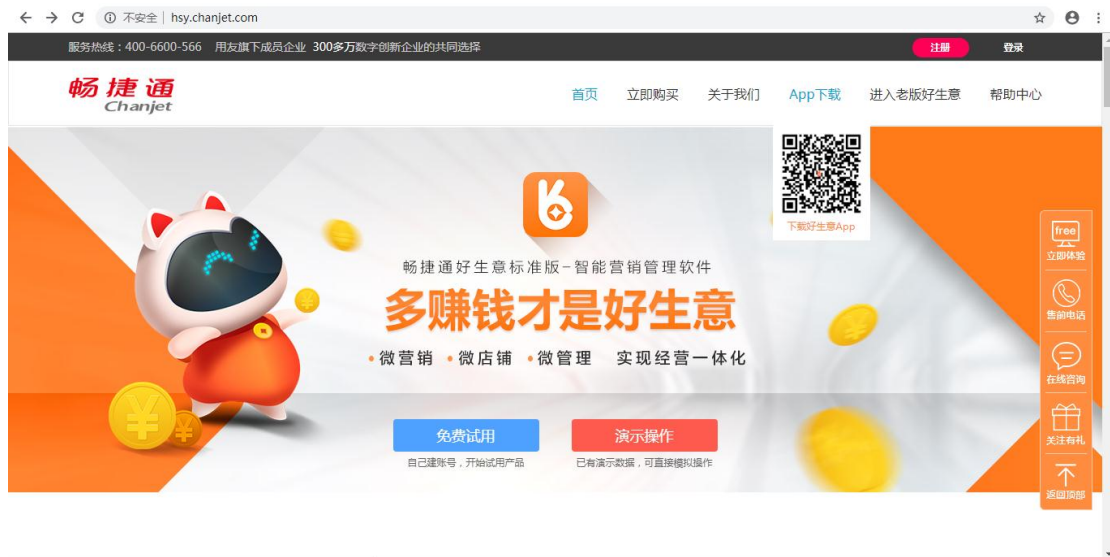 不安全 | hsy.chanjet.com
服务热线：400-6600-566 用友旗下成员企业 300多万数字创新企业的共同选择 注册 登录
畅捷通
Chanjet
首页 立即购买 关于我们 App下载 进入老版好生意 帮助中心
下载好生意App
畅捷通好生意标准版-智能营销管理软件
多赚钱才是好生意
•微营销 •微店铺 •微管理 实现经营一体化
免费试用 演示操作
自己建账号，开始试用产品 已有演示数据，可直接模拟操作
free
立即体验
售前电话
在线咨询
关注有礼
返回顶部